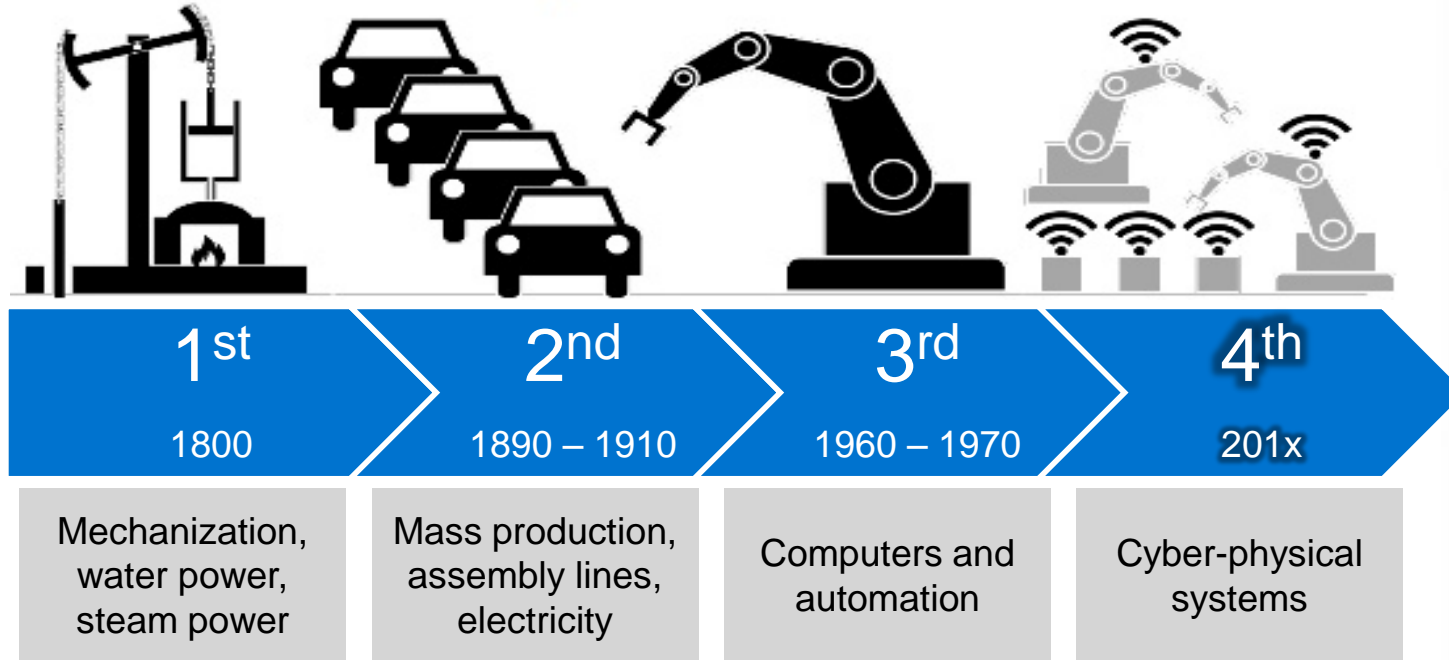 1st
2nd
3rd
4th
1800
1890 – 1910
1960 – 1970
201x
Mechanization,
water power,
steam power
Mass production,
assembly lines,
electricity
Computers and
automation
Cyber-physical
systems